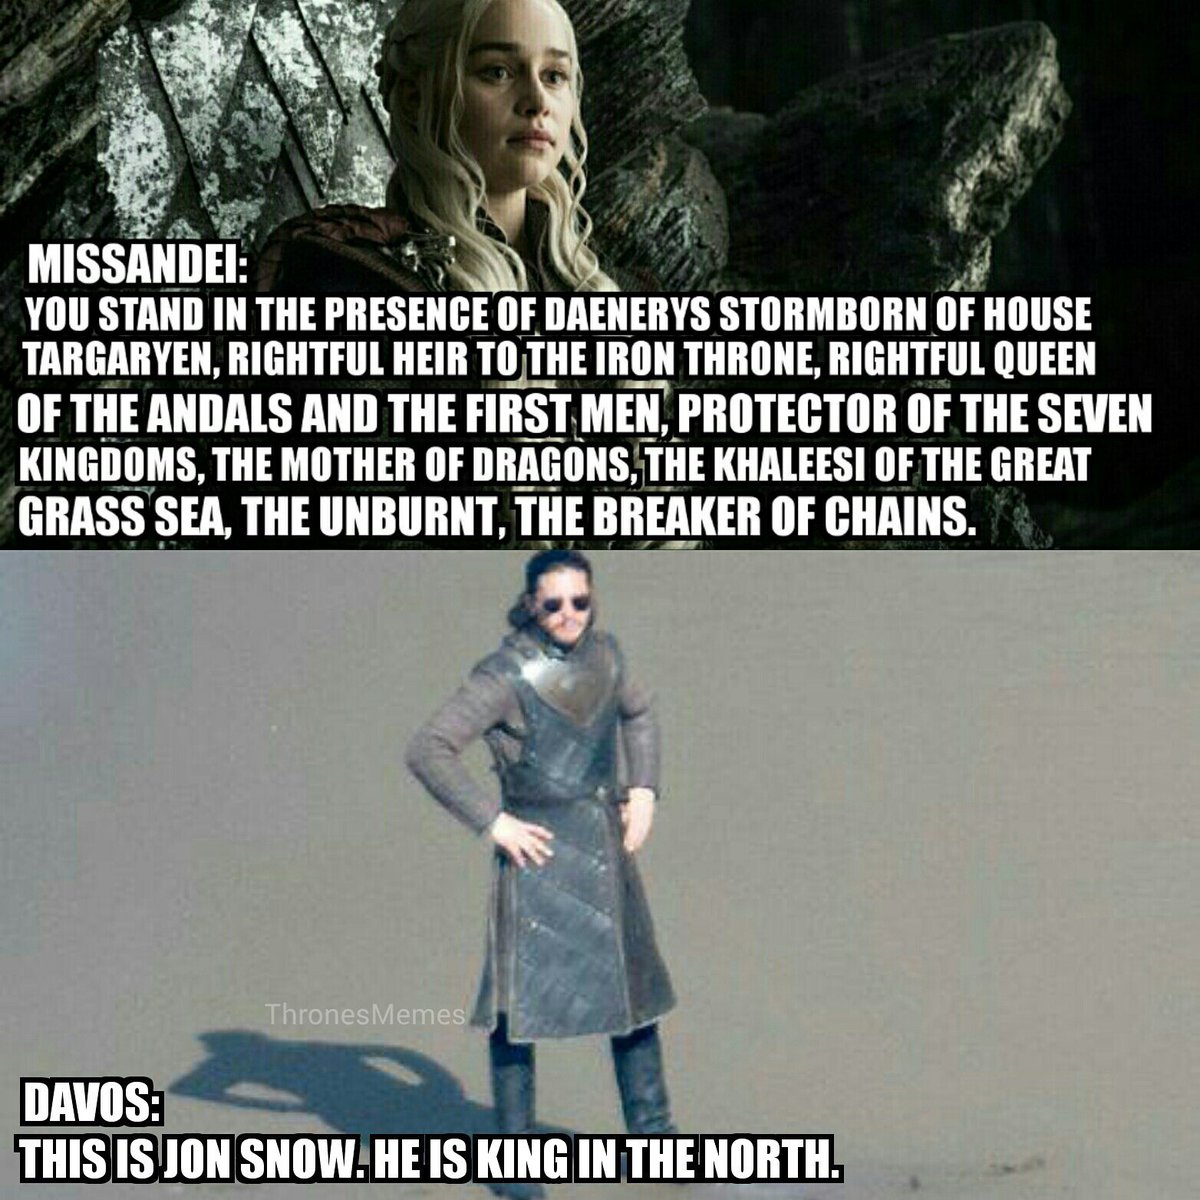 MISSANDEI:
YOU STAND IN THE PRESENCE OF DAENERYS STORMBORN OF HOUSE
TARGARYEN, RIGHTFUL HEIR TO THE IRON THRONE, RIGHTFUL QUEEN
OF THE ANDALS AND THE FIRST MEN, PROTECTOR OF THE SEVEN
KINGDOMS, THE MOTHER OF DRAGONS, THE KHALEESI OF THE GREAT
GRASS SEA, THE UNBURNT, THE BREAKER OF CHAINS.
ThronesMemes
DAVOS:
THIS IS JON SNOW. HE IS KING IN THE NORTH.